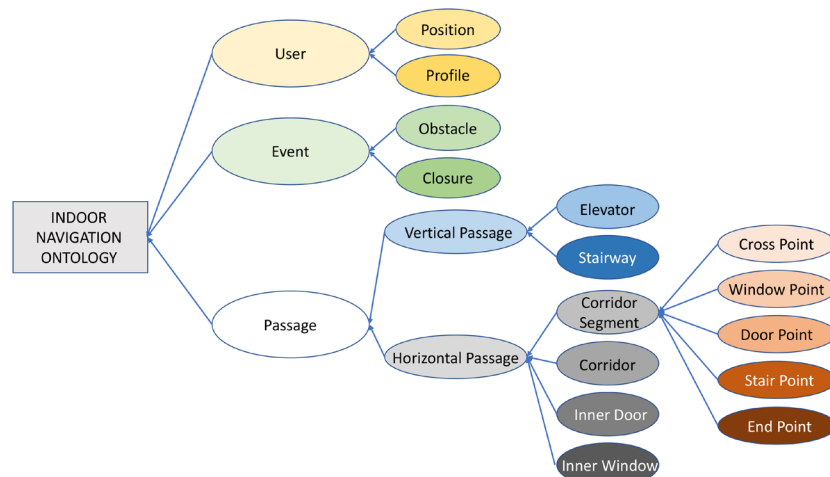 INDOOR
NAVIGATION
ONTOLOGY
User
Position
Profile
Event
Obstacle
Closure
Passage
Vertical Passage
Elevator
Stairway
Horizontal Passage
Corridor
Segment
Corridor
Inner Door
Inner Window
Cross Point
Window Point
Door Point
Stair Point
End Point